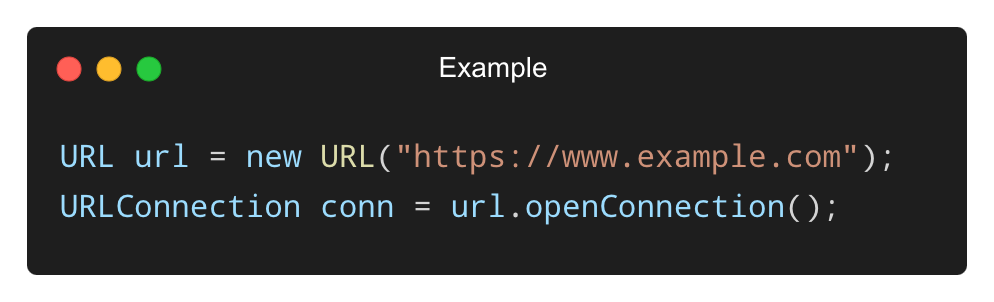 Example
URL url = new URL("https://www.example.com");
URLConnection conn = url.openConnection();